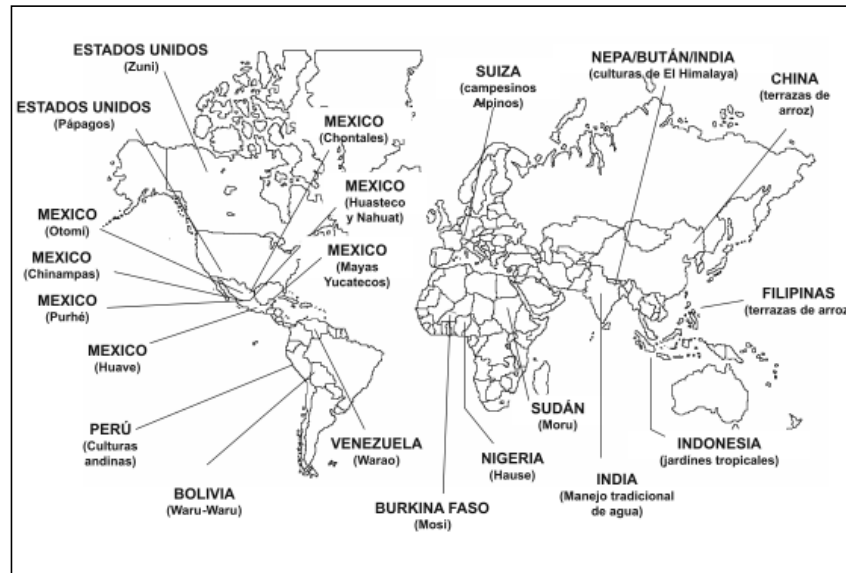 ESTADOS UNIDOS
(Zuni)
ESTADOS UNIDOS
(Pápagos)
MEXICO
(Chontales)
MEXICO
(Huasteco
y Nahuat)
MEXICO
(Otomí)
MEXICO
(Mayas
Yucatecos)
MEXICO
(Chinampas)
MEXICO
(Purhé)
MEXICO
(Huave)
PERÚ
(Culturas
andinas)
BOLIVIA
(Waru-Waru)
VENEZUELA
(Warao)
SUIZA
(campesinos
Alpinos)
NEPA/BUTÁN/INDIA
(culturas de El Himalaya)
CHINA
(terrazas de
arroz)
FILIPINAS
(terrazas de arroz
SUDÁN
(Moru)
NIGERIA
(Hause)
BURKINA FASO
(Mosi)
INDIA
(Manejo tradicional
de agua)
INDONESIA
(jardines tropicales)